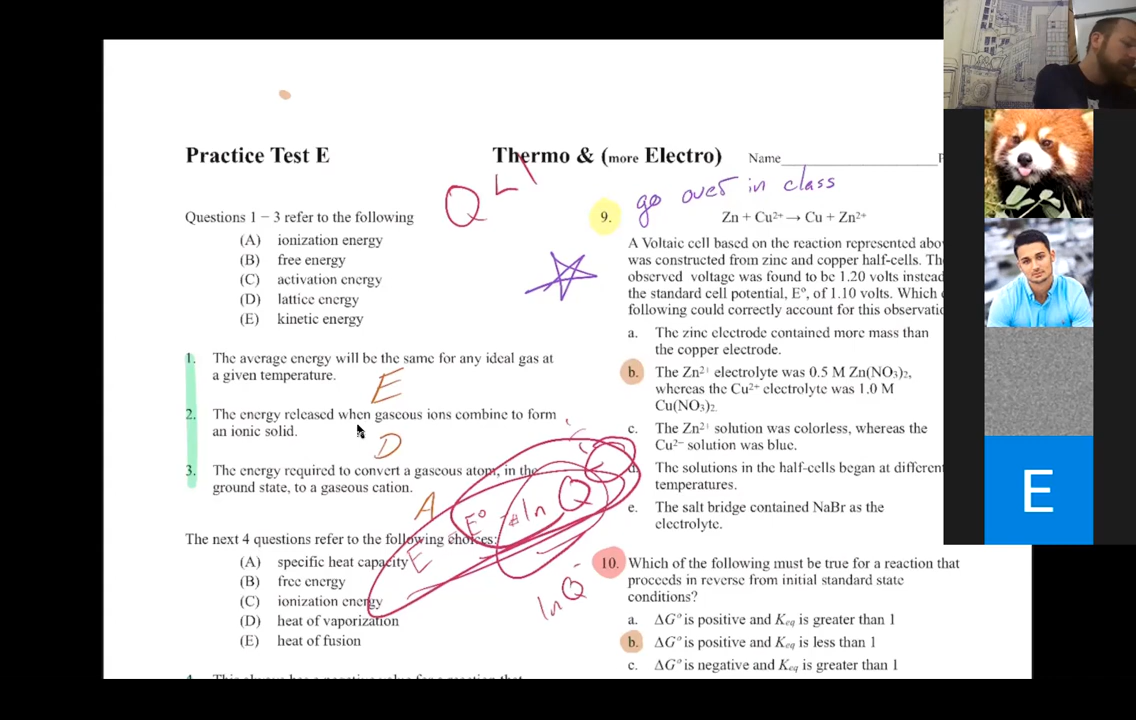 Practice Test E
Thermo & (more Electro)
Name
Q < 1
Questions 1 – 3 refer to the following
(A) ionization energy
(B) free energy
(C) activation energy
(D) lattice energy
(E) kinetic energy
1. The average energy will be the same for any ideal gas at
a given temperature.
E
2. The energy released when gaseous ions combine to form
an ionic solid.
D
3. The energy required to convert a gaseous atom, in the
ground state, to a gaseous cation.
A
E° ln Q
The next 4 questions refer to the following choices:
E
(A) specific heat capacity
(B) free energy
(C) ionization energy
(D) heat of vaporization
(E) heat of fusion
ln Q
go over in class
9. Zn + Cu²⁺ → Cu + Zn²⁺
A Voltaic cell based on the reaction represented abo
was constructed from zinc and copper half-cells. Th
observed voltage was found to be 1.20 volts instead
the standard cell potential, E°, of 1.10 volts. Which
following could correctly account for this observati
a. The zinc electrode contained more mass than
the copper electrode.
b. The Zn²⁺ electrolyte was 0.5 M Zn(NO₃)₂,
whereas the Cu²⁺ electrolyte was 1.0 M
Cu(NO₃)₂.
c. The Zn²⁺ solution was colorless, whereas the
Cu²⁻ solution was blue.
d. The solutions in the half-cells began at differen
temperatures.
e. The salt bridge contained NaBr as the
electrolyte.
10. Which of the following must be true for a reaction that
proceeds in reverse from initial standard state
conditions?
a. ΔG° is positive and Keq is greater than 1
b. ΔG° is positive and Keq is less than 1
c. ΔG° is negative and Keq is greater than 1
E